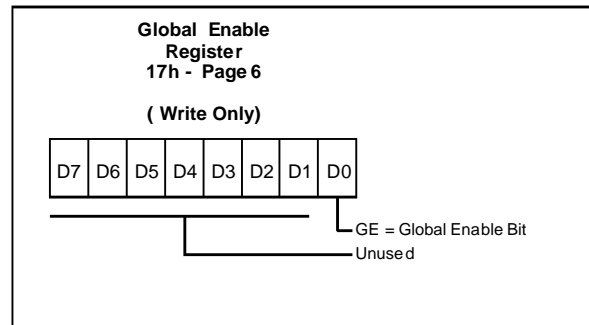 Global Enable
Register
17h - Page 6
( Write Only)
D7 D6 D5 D4 D3 D2 D1 D0
GE = Global Enable Bit
Unused